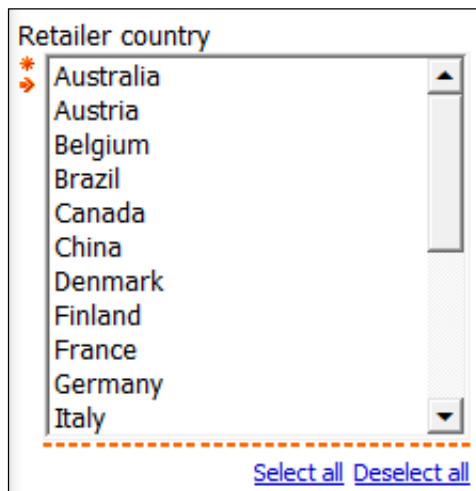 Retailer country
Australia
Austria
Belgium
Brazil
Canada
China
Denmark
Finland
France
Germany
Italy
Select all Deselect all